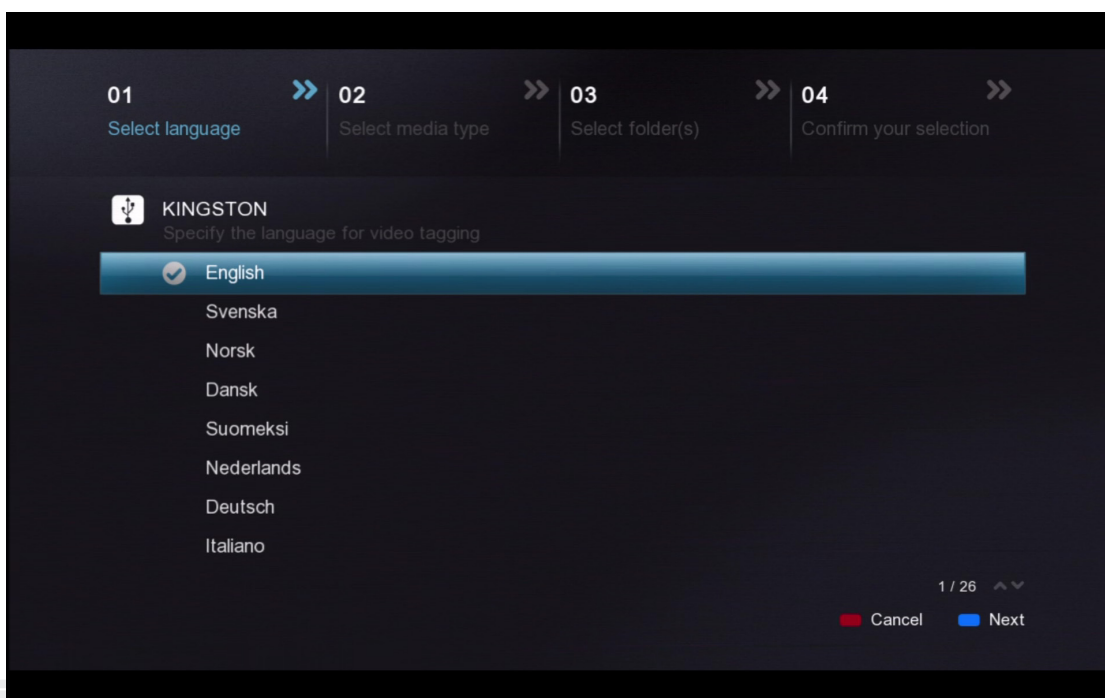 01
Select language
02
Select media type
03
Select folder(s)
04
Confirm your selection
KINGSTON
Specify the language for video tagging
English
Svenska
Norsk
Dansk
Suomeksi
Nederlands
Deutsch
Italiano
1 / 26
Cancel Next